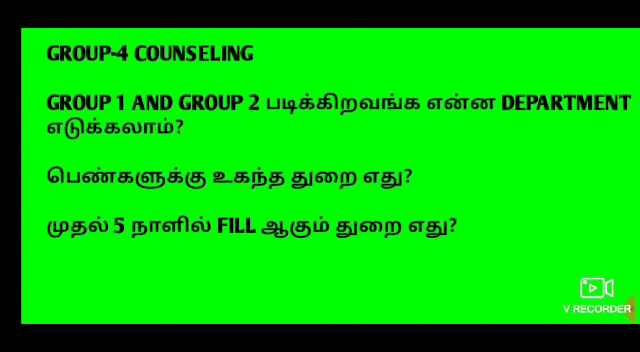 GROUP-4 COUNSELING
GROUP 1 AND GROUP 2 படிக்கிறவங்க என்ன DEPARTMENT
எடுக்கலாம்?
பெண்களுக்கு உகந்த துறை எது?
முதல் 5 நாளில் FILL ஆகும் துறை எது?
V RECORDER